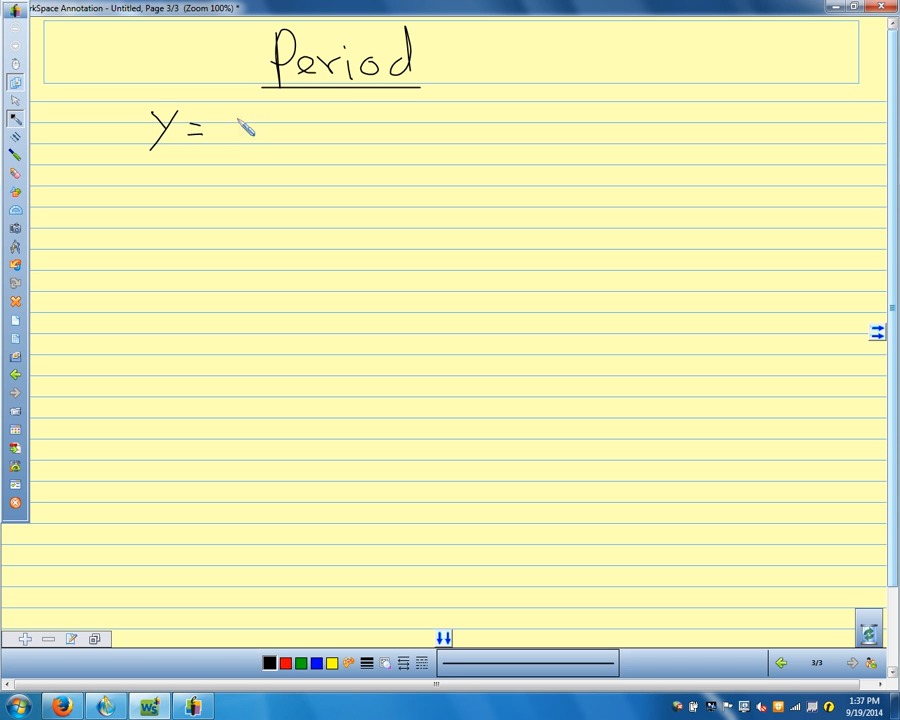 rkSpace Annotation - Untitled, Page 3/3 (Zoom 100%) *
Period
y =
3/3
1:37 PM
9/19/2014